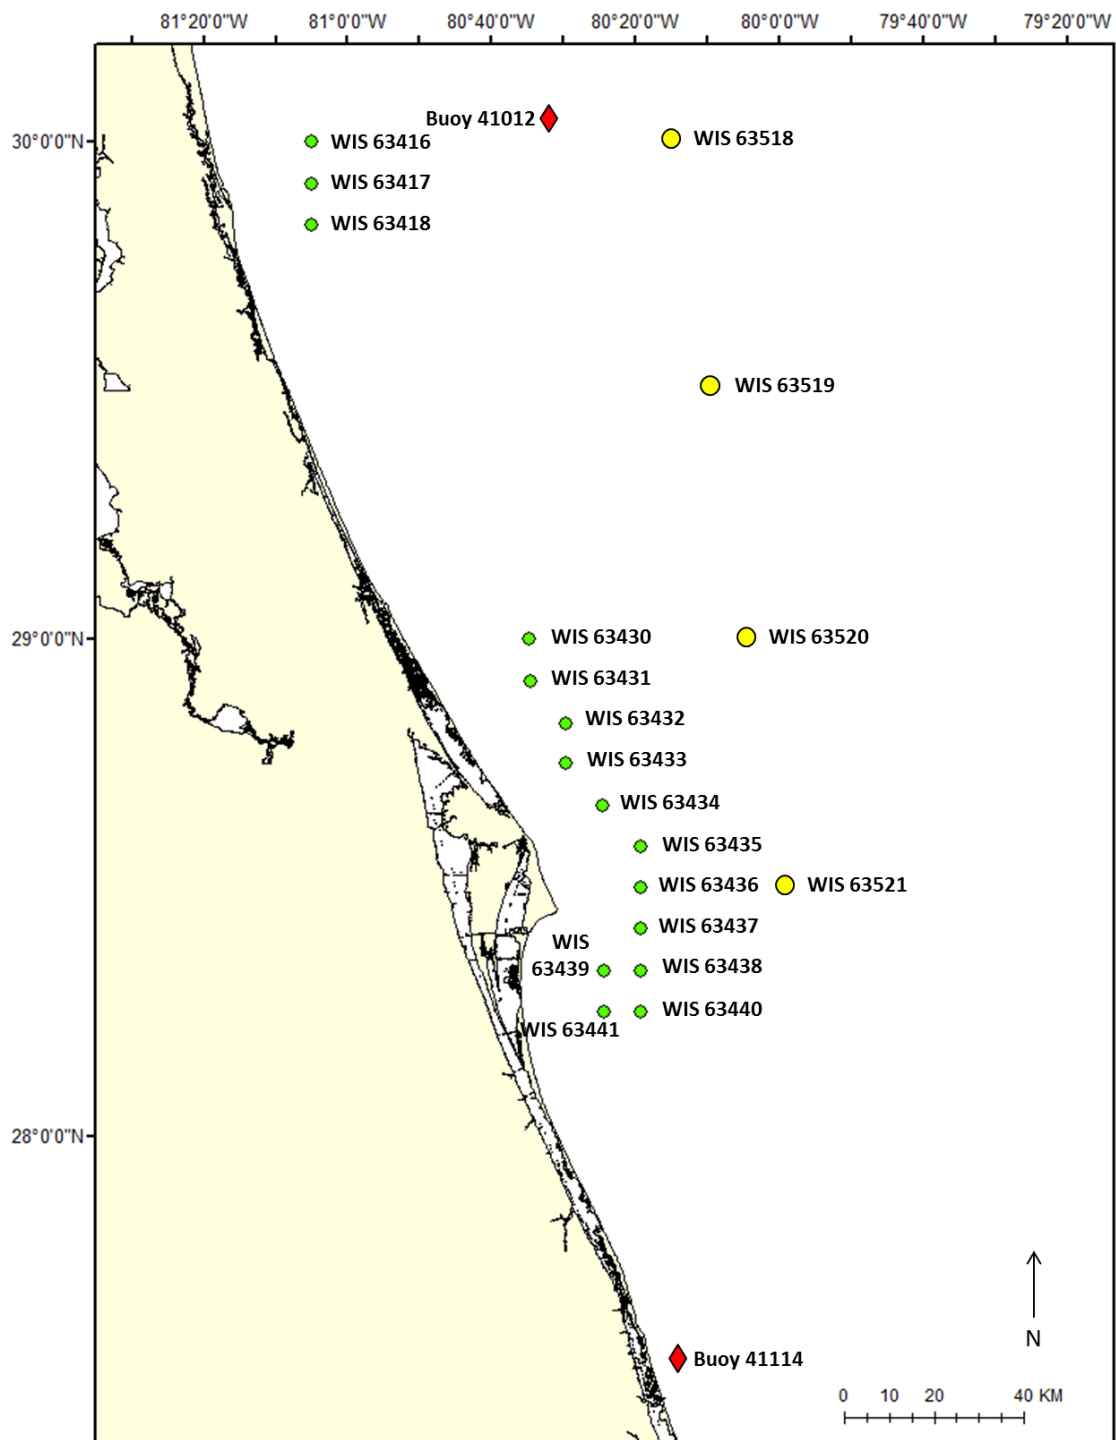 81°20'0"W 81°0'0"W 80°40'0"W 80°20'0"W 80°0'0"W 79°40'0"W 79°20'0"W
Buoy 41012
30°0'0"N
WIS 63416
WIS 63518
WIS 63417
WIS 63418
WIS 63519
29°0'0"N
WIS 63430
WIS 63520
WIS 63431
WIS 63432
WIS 63433
WIS 63434
WIS 63435
WIS 63436
WIS 63521
WIS 63437
WIS
63439
WIS 63438
WIS 63440
WIS 63441
28°0'0"N
N
Buoy 41114
0 10 20 40 KM